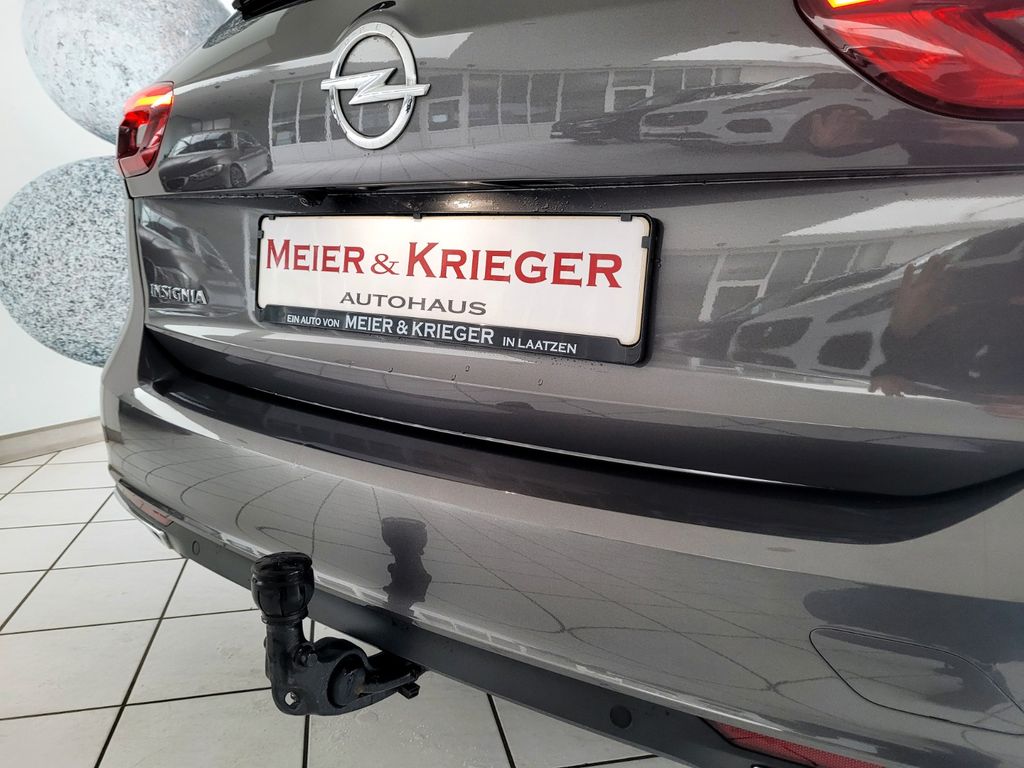 MEIER & KRIEGER
AUTOHAUS
INSIGNIA
EIN AUTO VON MEIER & KRIEGER IN LAATZEN